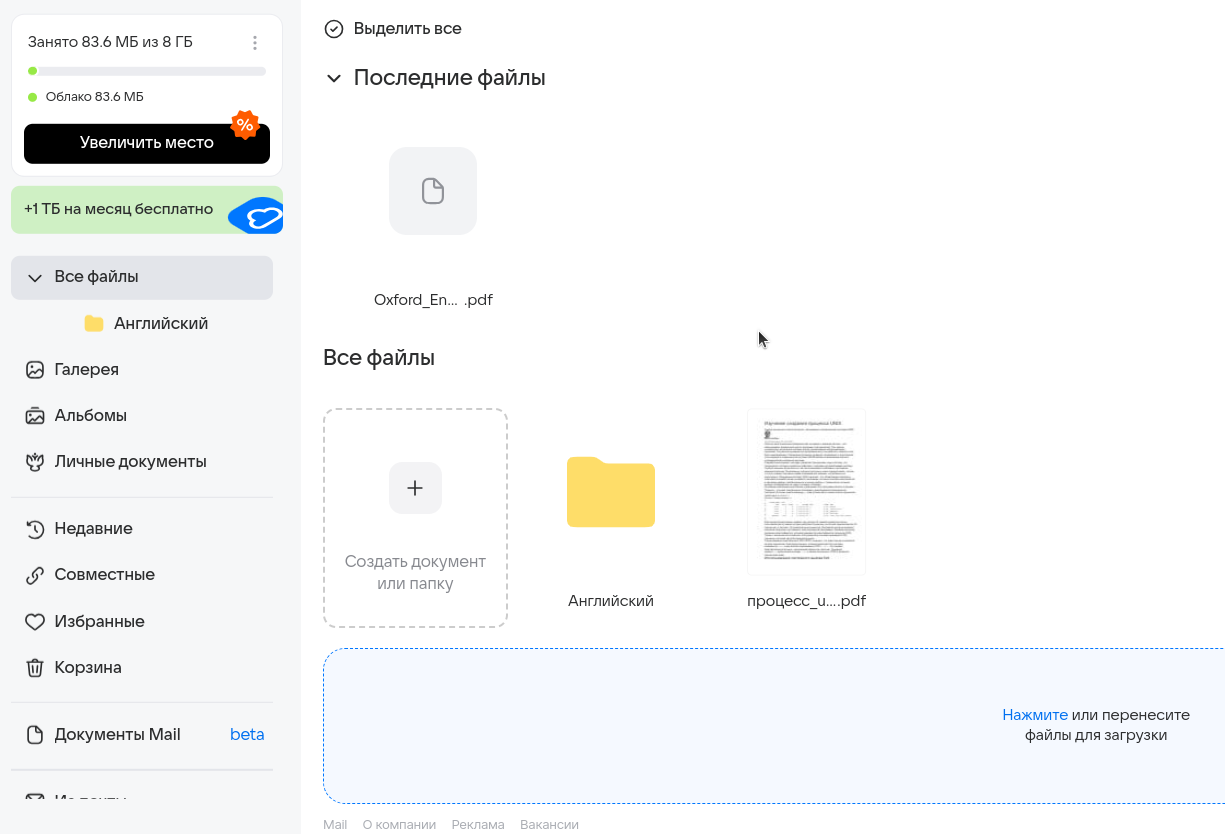 Занято 83.6 МБ из 8 ГБ
Облако 83.6 МБ
%
Увеличить место
+1 ТБ на месяц бесплатно
Все файлы
Английский
Галерея
Альбомы
Личные документы
Недавние
Совместные
Избранные
Корзина
Документы Mail beta
Выделить все
Последние файлы
Oxford_En... .pdf
Все файлы
Создать документ
или папку
Английский
процесс_u....pdf
Нажмите или перенесите
файлы для загрузки
Mail О компании Реклама Вакансии